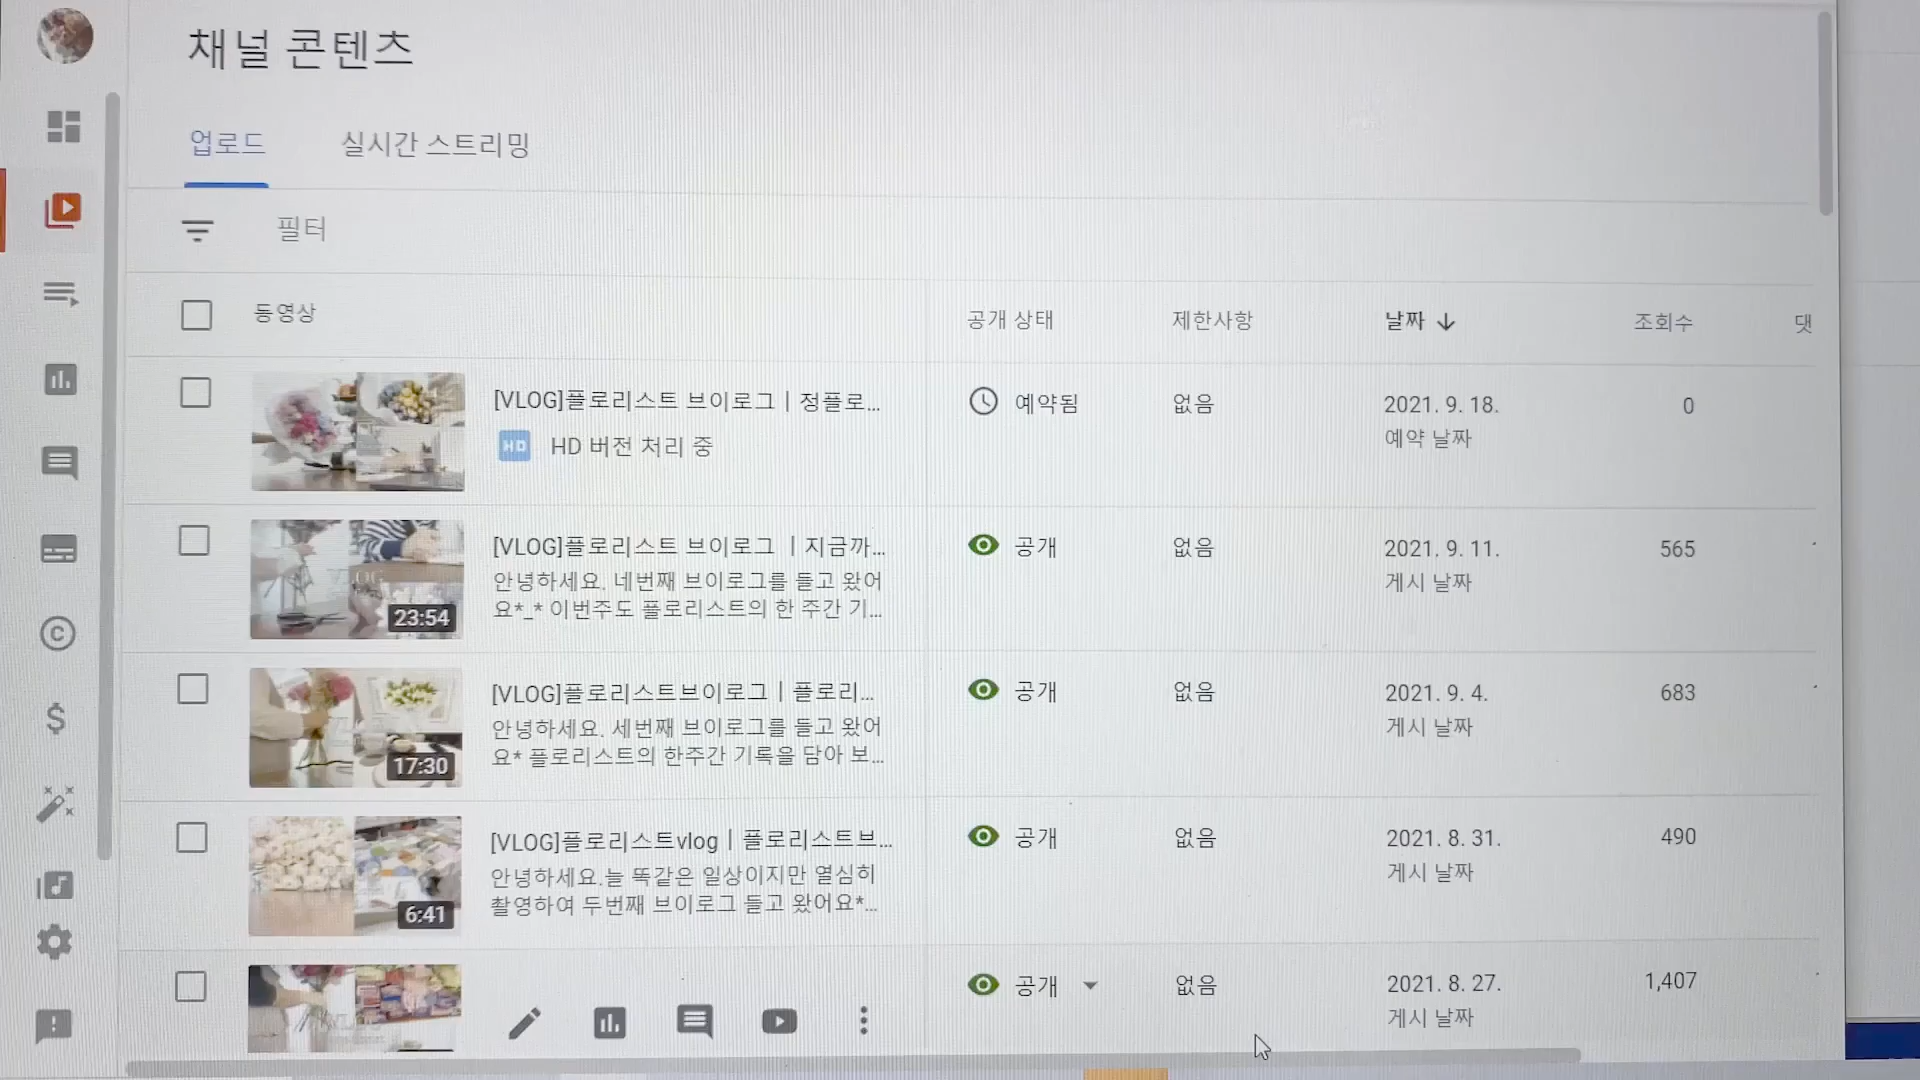 채널 콘텐츠
업로드
실시간 스트리밍
필터
동영상
공개 상태
제한사항
날짜
조회수
댓
[VLOG]플로리스트 브이로그 | 정플로...
HD
HD 버전 처리 중
예약됨
없음
2021. 9. 18.
예약 날짜
0
23:54
[VLOG]플로리스트 브이로그 | 지금까...
안녕하세요. 네번째 브이로그를 들고 왔어
요*_* 이번주도 플로리스트의 한 주간 기...
공개
없음
2021. 9. 11.
게시 날짜
565
17:30
[VLOG]플로리스트브이로그 | 플로리...
안녕하세요. 세번째 브이로그를 들고 왔어
요* 플로리스트의 한주간 기록을 담아 보...
공개
없음
2021. 9. 4.
게시 날짜
683
6:41
[VLOG]플로리스트vlog | 플로리스트브...
안녕하세요.늘 똑같은 일상이지만 열심히
촬영하여 두번째 브이로그 들고 왔어요*...
공개
없음
2021. 8. 31.
게시 날짜
490
공개
없음
2021. 8. 27.
게시 날짜
1,407